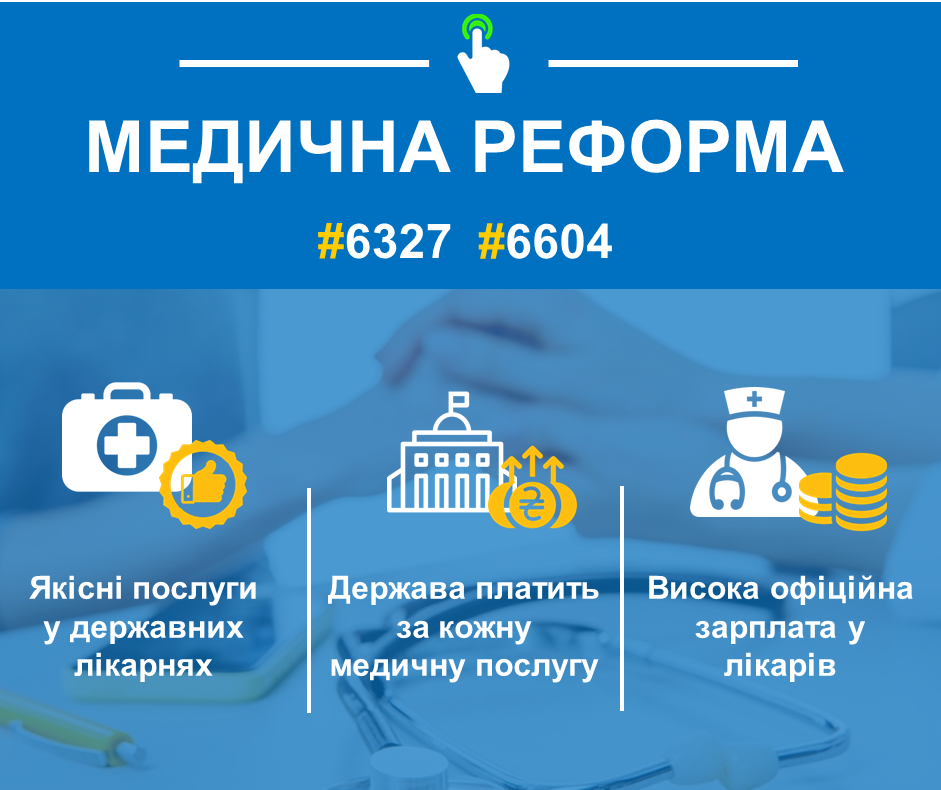 МЕДИЧНА РЕФОРМА
#6327 #6604
Якісні послуги
у державних
лікарнях
Держава платить
за кожну
медичну послугу
Висока офіційна
зарплата у
лікарів